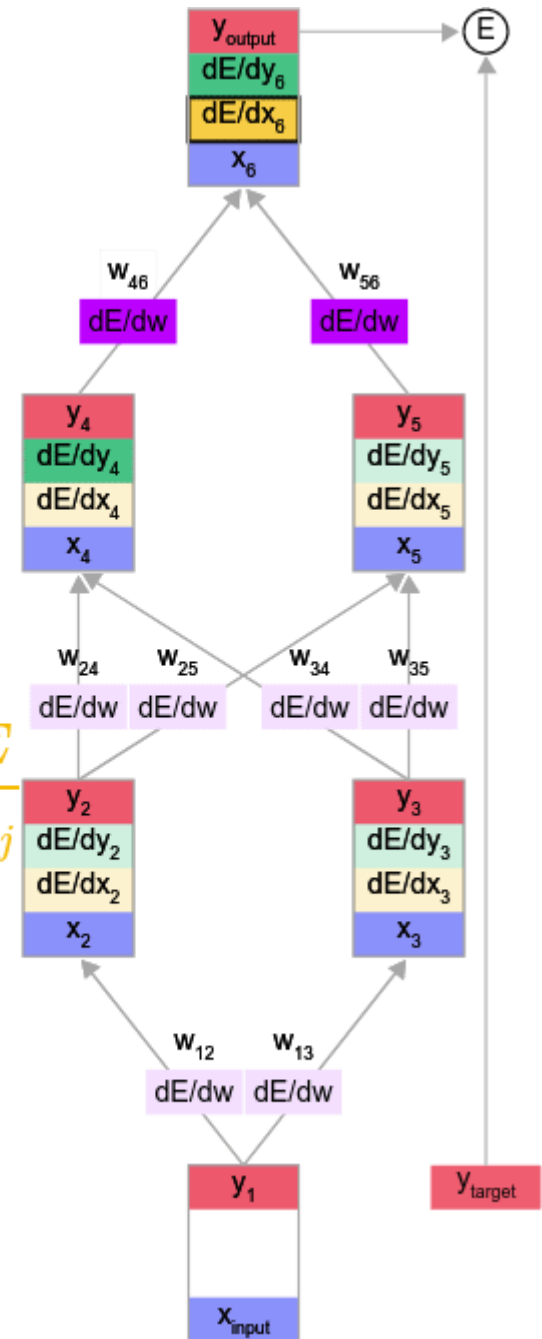 y_output E
dE/dy_6
dE/dx_6
x_6
w_46 w_56
dE/dw dE/dw
y_4 y_5
dE/dy_4 dE/dy_5
dE/dx_4 dE/dx_5
x_4 x_5
w_24 w_25 w_34 w_35
dE/dw dE/dw dE/dw dE/dw
y_2 y_3
dE/dy_2 dE/dy_3
j
dE/dx_2 dE/dx_3
x_2 x_3
w_12 w_13
dE/dw dE/dw
y_1 y_target
x_input